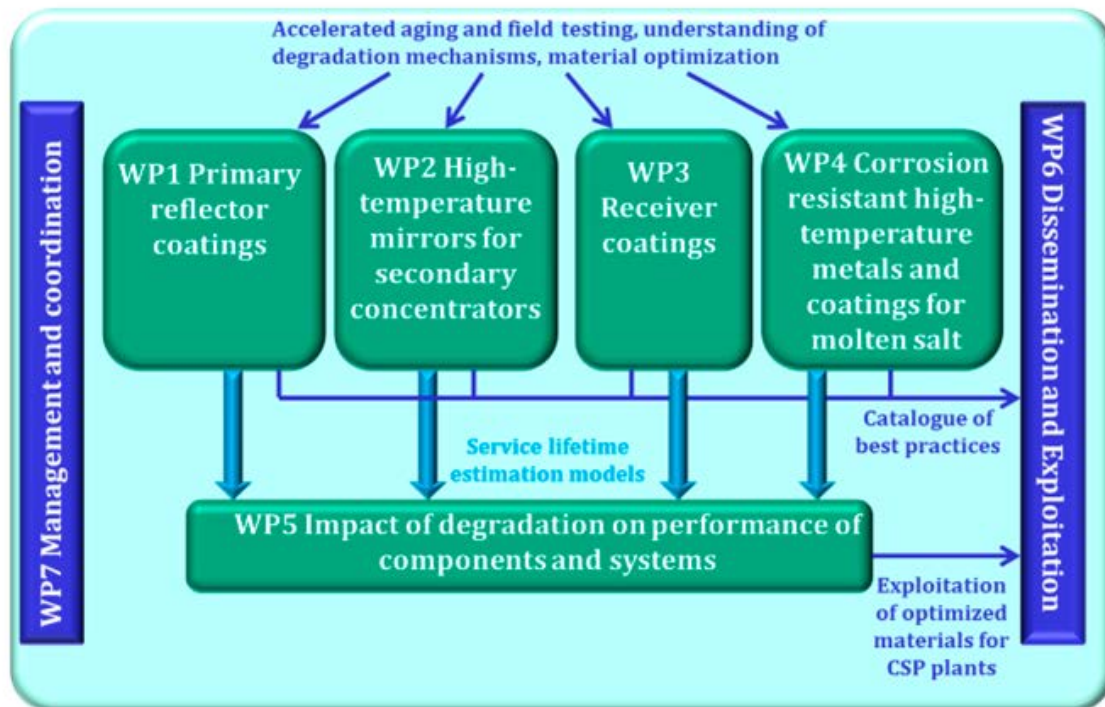 Accelerated aging and field testing, understanding of
degradation mechanisms, material optimization
WP7 Management and coordination
WP1 Primary
reflector
coatings
WP2 High-
temperature
mirrors for
secondary
concentrators
WP3
Receiver
coatings
WP4 Corrosion
resistant high-
temperature
metals and
coatings for
molten salt
WP6 Dissemination and Exploitation
Catalogue of
best practices
Service lifetime
estimation models
WP5 Impact of degradation on performance of
components and systems
Exploitation
of optimized
materials for
CSP plants